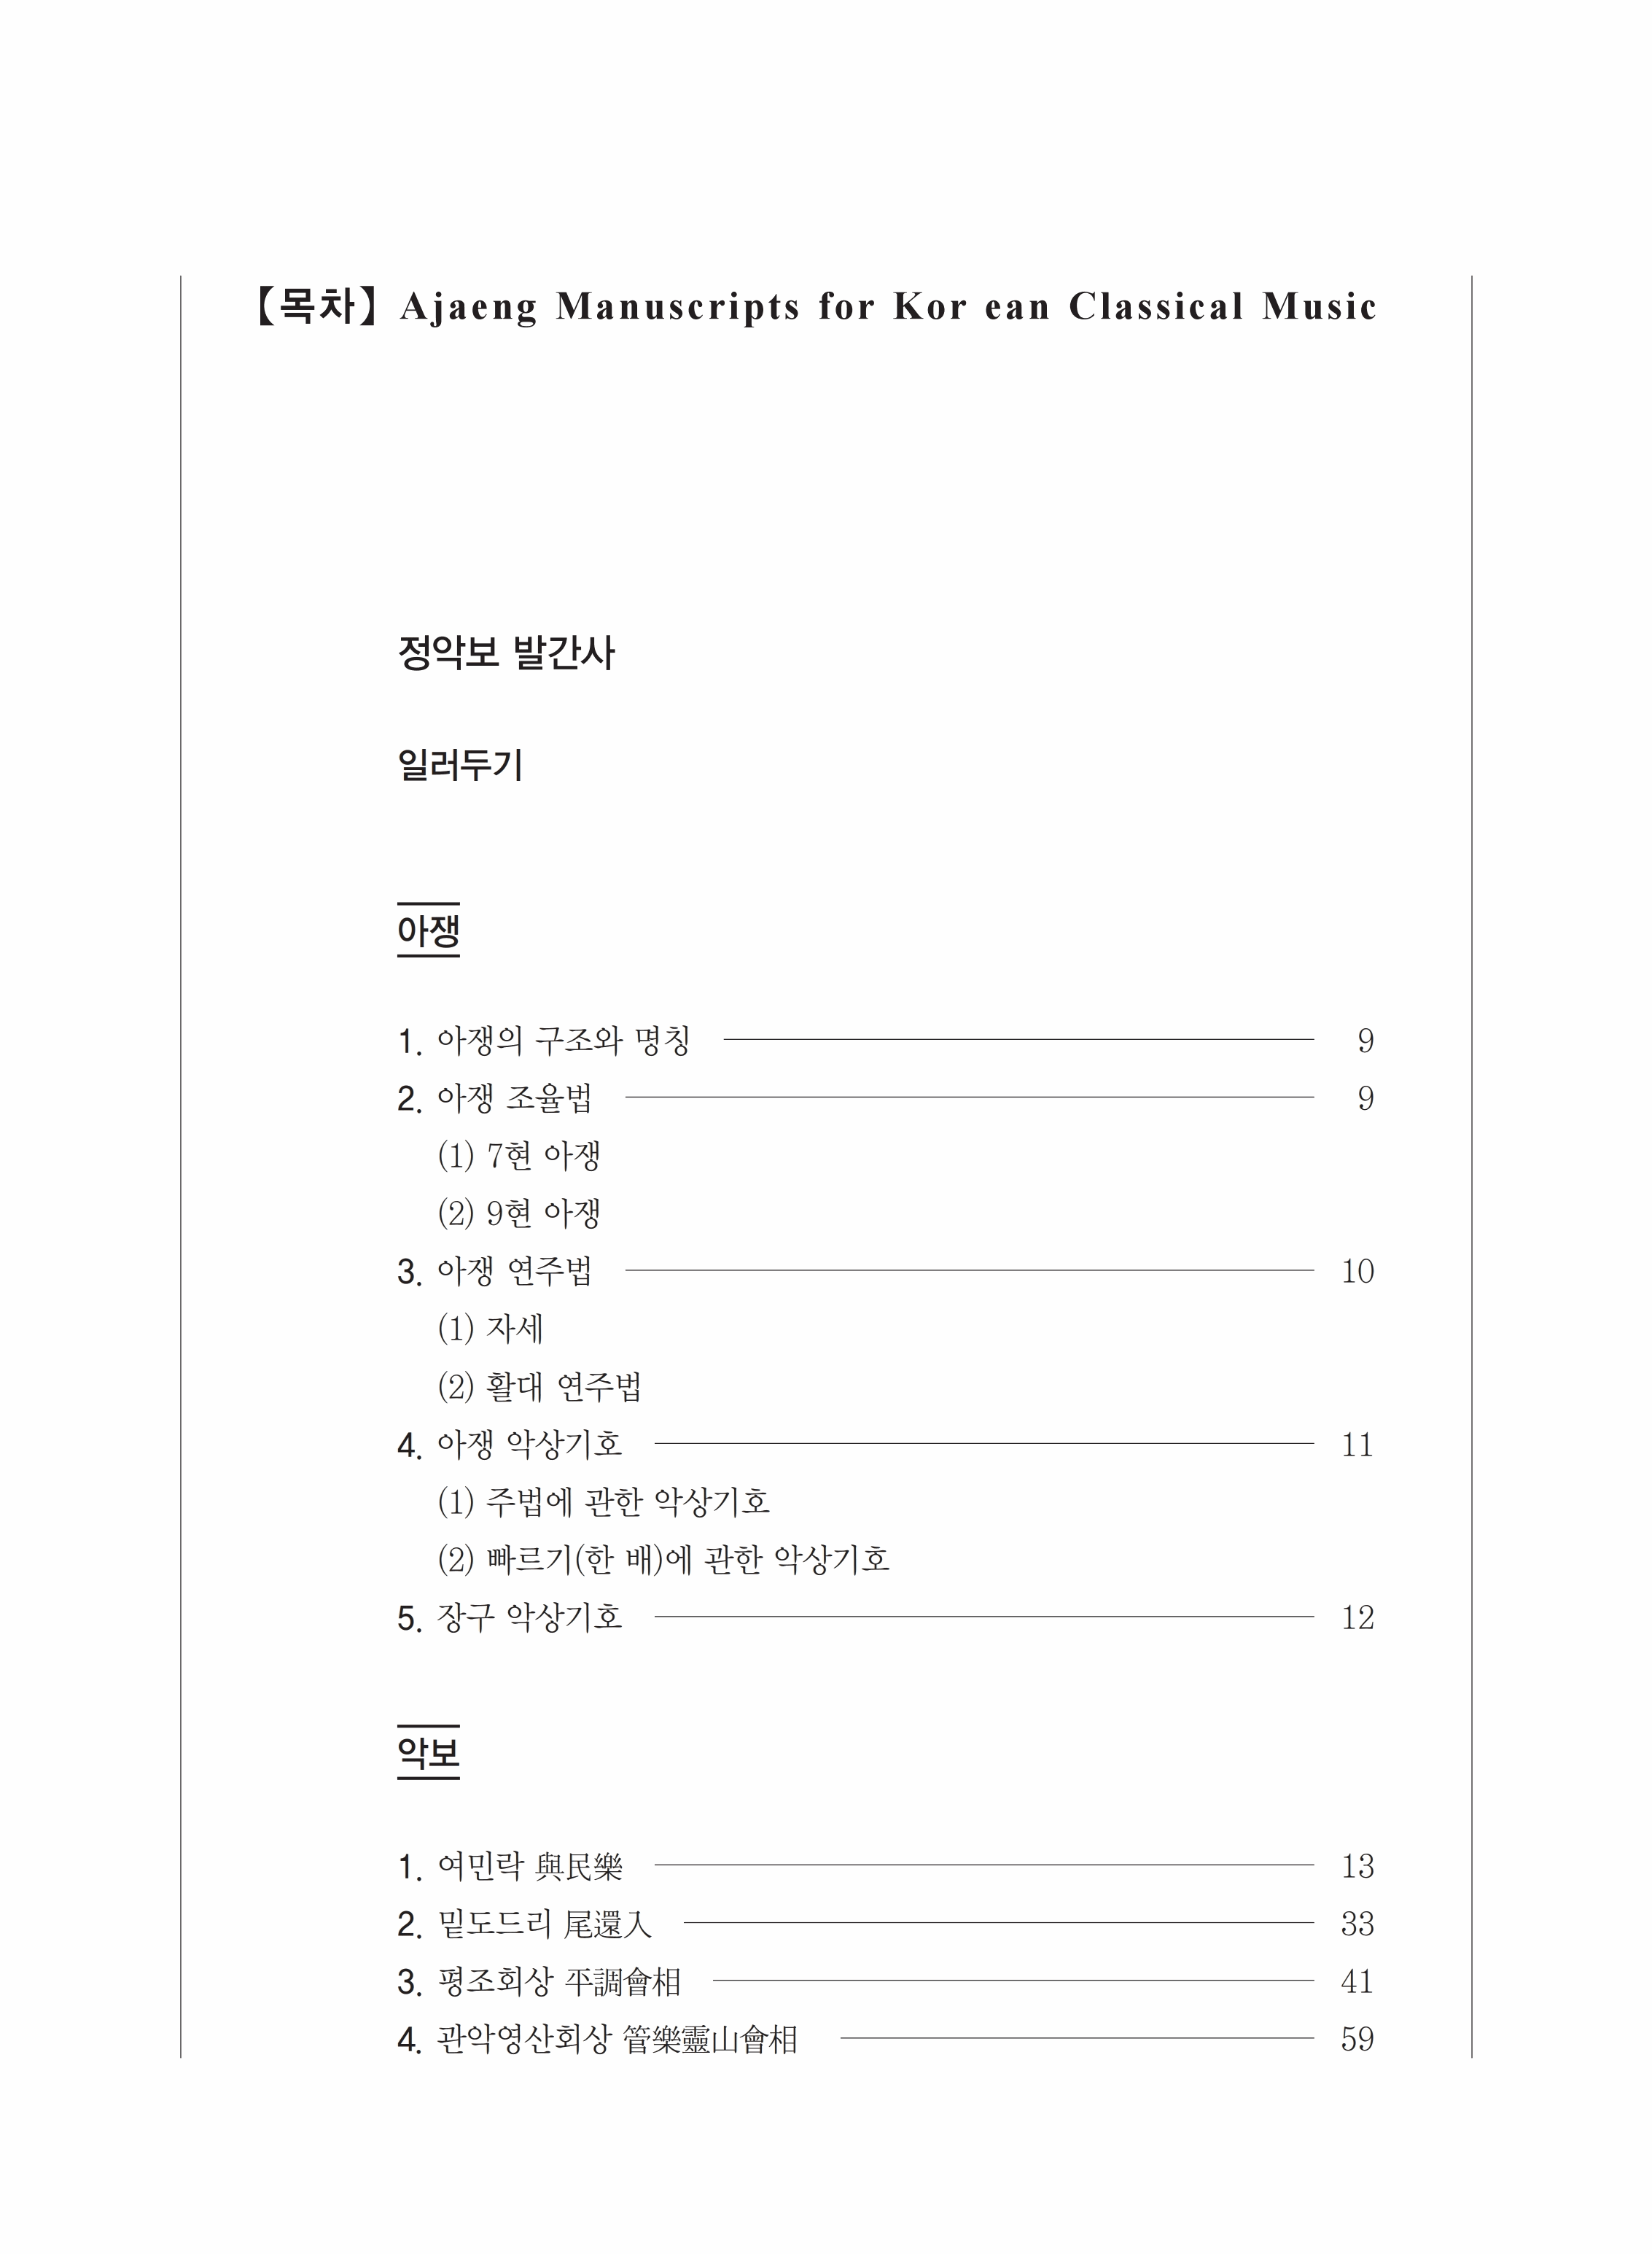 【목차】 Ajaeng Manuscripts for Kor ean Classical Music
정악보 발간사
일러두기
아쟁
1. 아쟁의 구조와 명칭 9
2. 아쟁 조율법 9
(1) 7현 아쟁
(2) 9현 아쟁
3. 아쟁 연주법 10
(1) 자세
(2) 활대 연주법
4. 아쟁 악상기호 11
(1) 주법에 관한 악상기호
(2) 빠르기(한 배)에 관한 악상기호
5. 장구 악상기호 12
악보
1. 여민락 與民樂 13
2. 밑도드리 尾還入 33
3. 평조회상 平調會相 41
4. 관악영산회상 管樂靈山會相 59